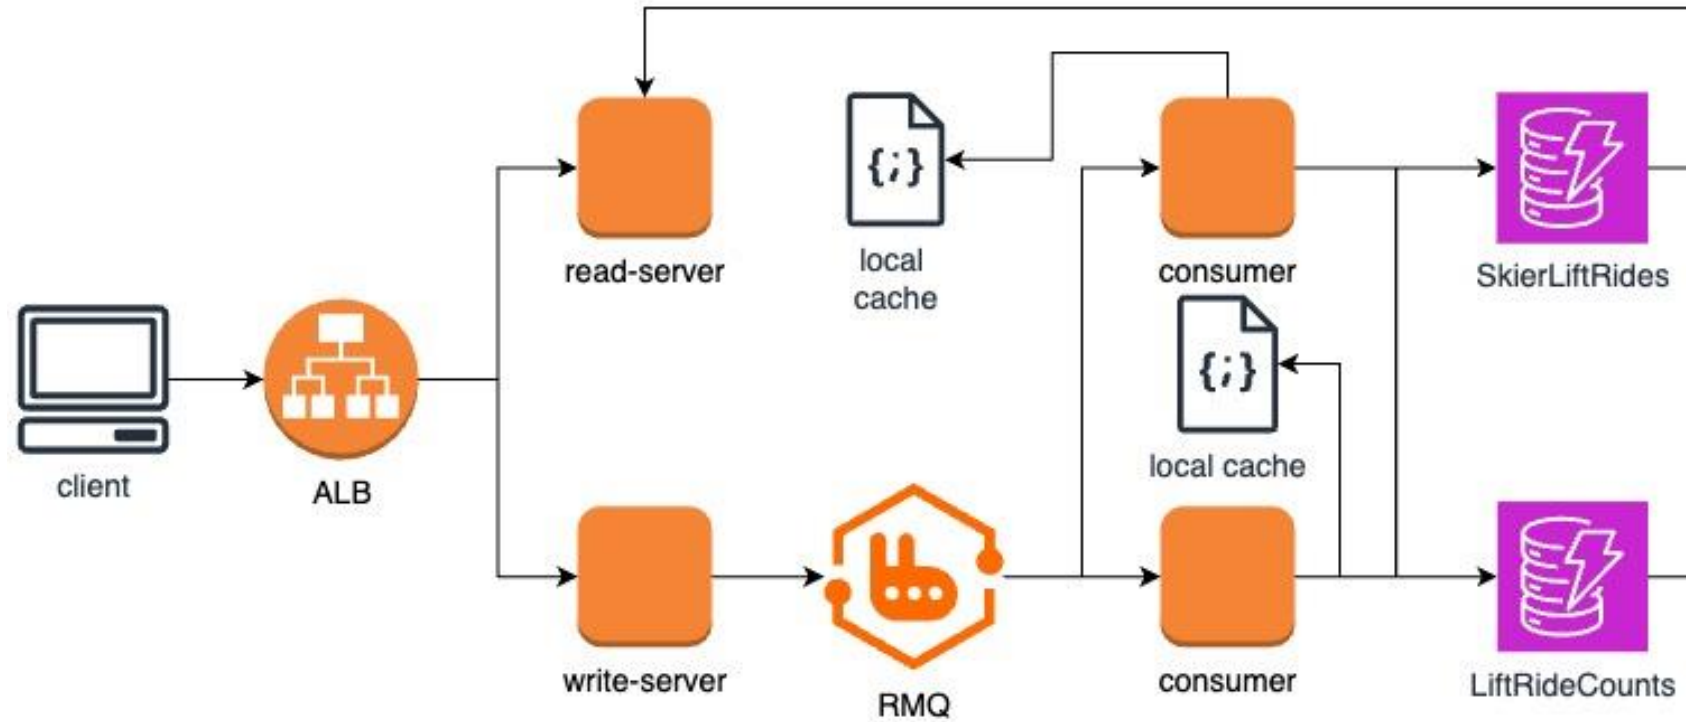 read-server
local
cache
consumer
SkierLiftRides
client
ALB
local cache
write-server
RMQ
consumer
LiftRideCounts
{;}
{;}